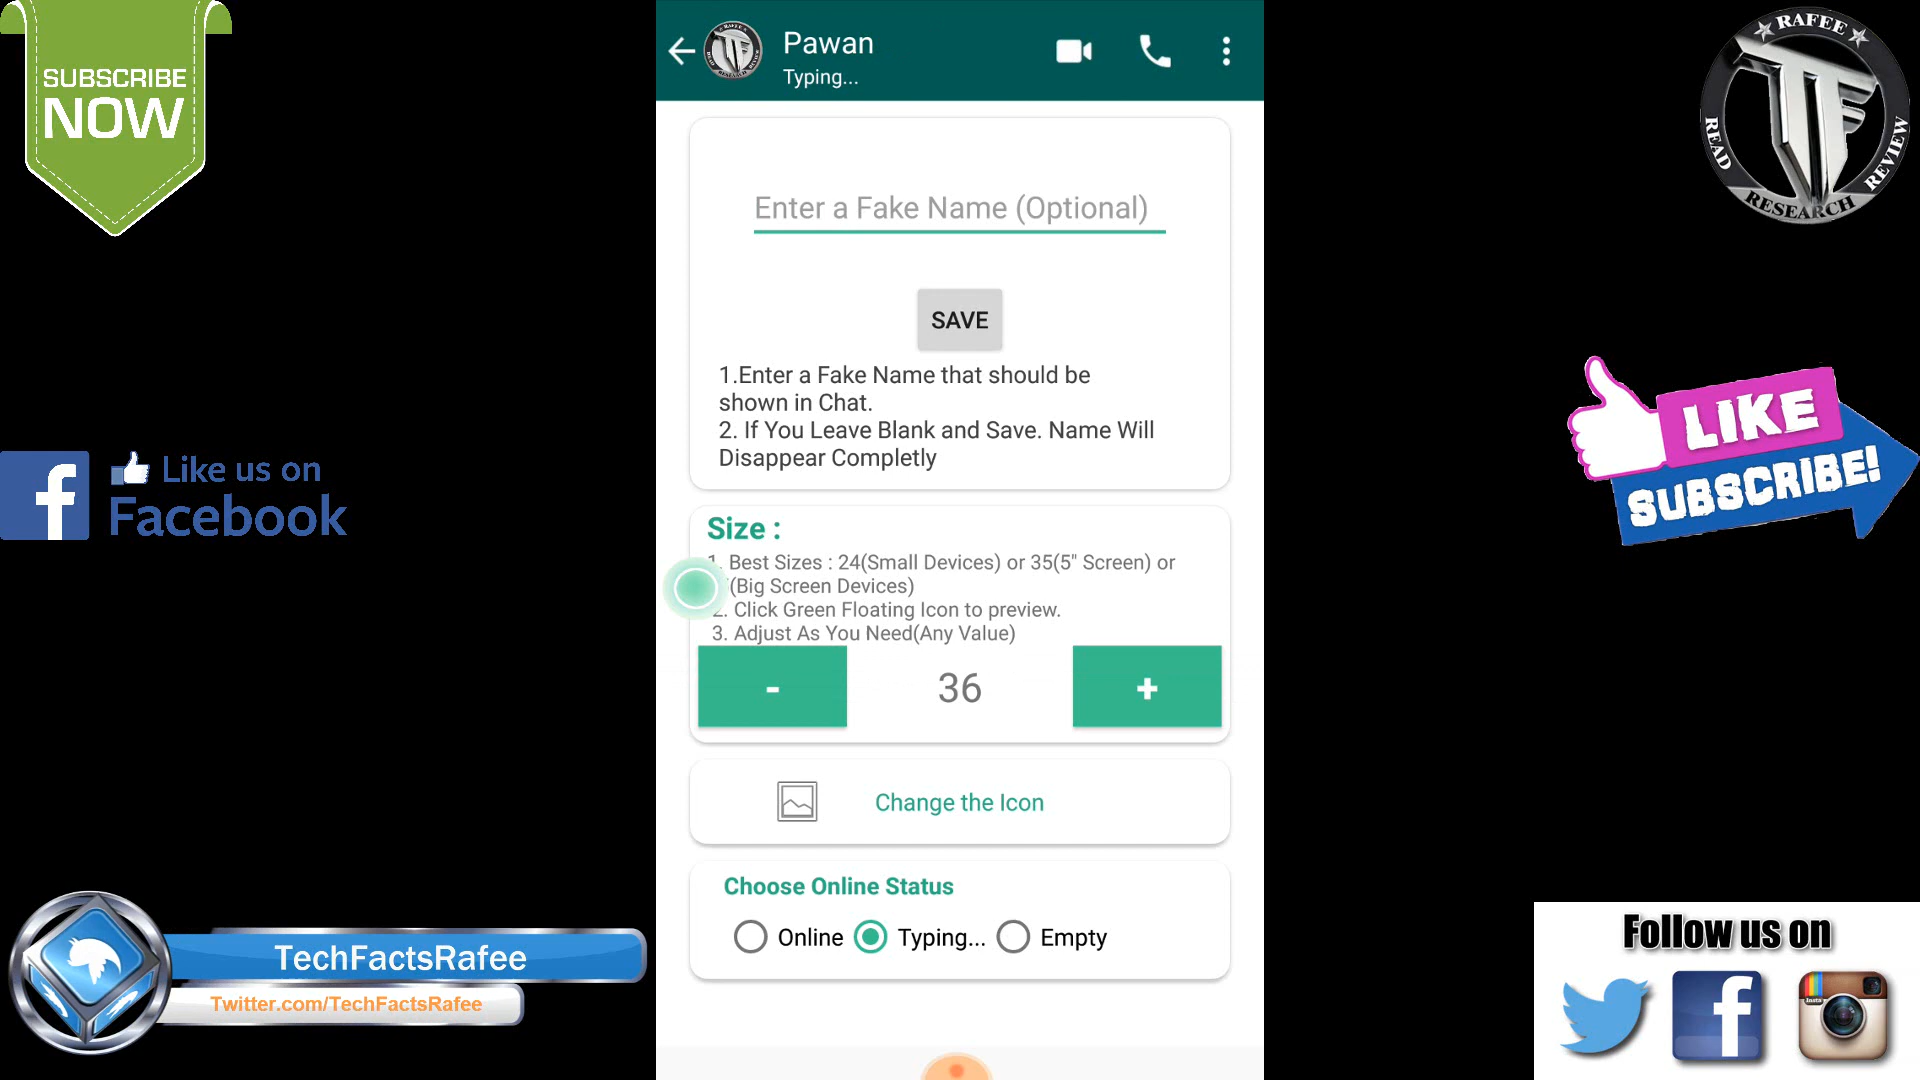 SUBSCRIBE
NOW
Pawan
Typing...
RAFEE
READ
RESEARCH
REVIEW
Enter a Fake Name (Optional)
SAVE
1.Enter a Fake Name that should be
shown in Chat.
2. If You Leave Blank and Save. Name Will
Disappear Completly
LIKE
SUBSCRIBE!
Like us on
Facebook
Size :
1. Best Sizes : 24(Small Devices) or 35(5" Screen) or
(Big Screen Devices)
2. Click Green Floating Icon to preview.
3. Adjust As You Need(Any Value)
- 36 +
Change the Icon
Choose Online Status
Online Typing... Empty
TechFactsRafee
Twitter.com/TechFactsRafee
Follow us on